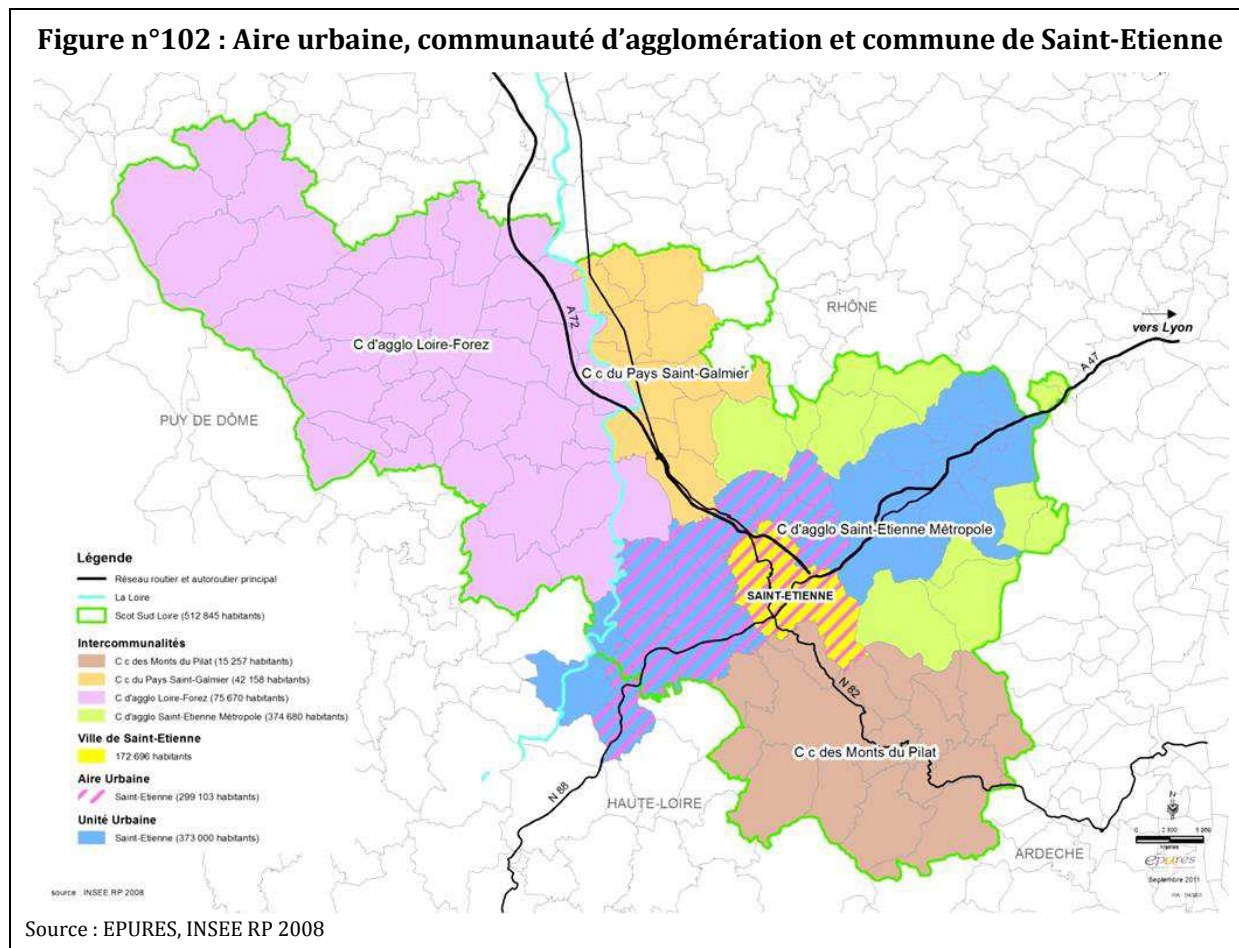 Figure n°102 : Aire urbaine, communauté d'agglomération et commune de Saint-Etienne
RHÔNE
vers Lyon
A 47
A 72
C d'agglo Loire-Forez
C c du Pays Saint-Galmier
PUY DE DÔME
C d'agglo Saint-Etienne Métropole
SAINT-ETIENNE
N 82
C c des Monts du Pilat
N 88
HAUTE-LOIRE
ARDECHE
Légende
Réseau routier et autoroutier principal
La Loire
Scot Sud Loire (512 845 habitants)
Intercommunalités
C c des Monts du Pilat (15 257 habitants)
C c du Pays Saint-Galmier (42 158 habitants)
C d'agglo Loire-Forez (75 670 habitants)
C d'agglo Saint-Etienne Métropole (374 680 habitants)
Ville de Saint-Etienne
172 696 habitants
Aire Urbaine
Saint-Etienne (299 103 habitants)
Unité Urbaine
Saint-Etienne (373 000 habitants)
N
0 2 500 5 000
Mètres
epures
Septembre 2011
source : INSEE RP 2008
Source : EPURES, INSEE RP 2008